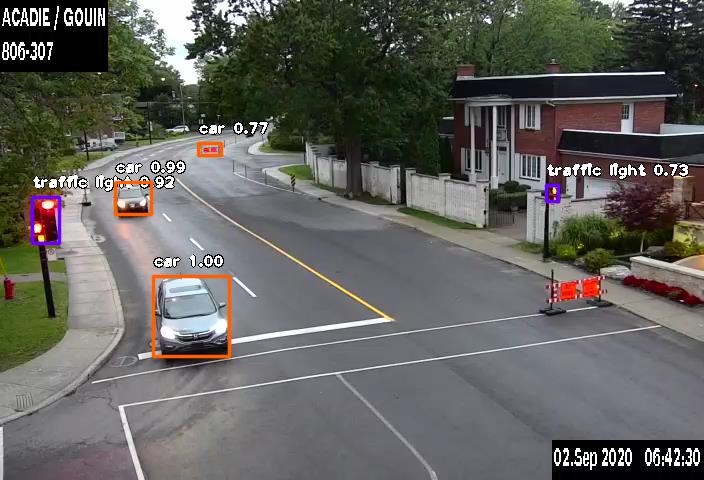 ACADIE / GOUIN
806-307
car 0.77
car 0.99
traffic light 0.92
traffic light 0.73
car 1.00
02.Sep 2020 06:42:30